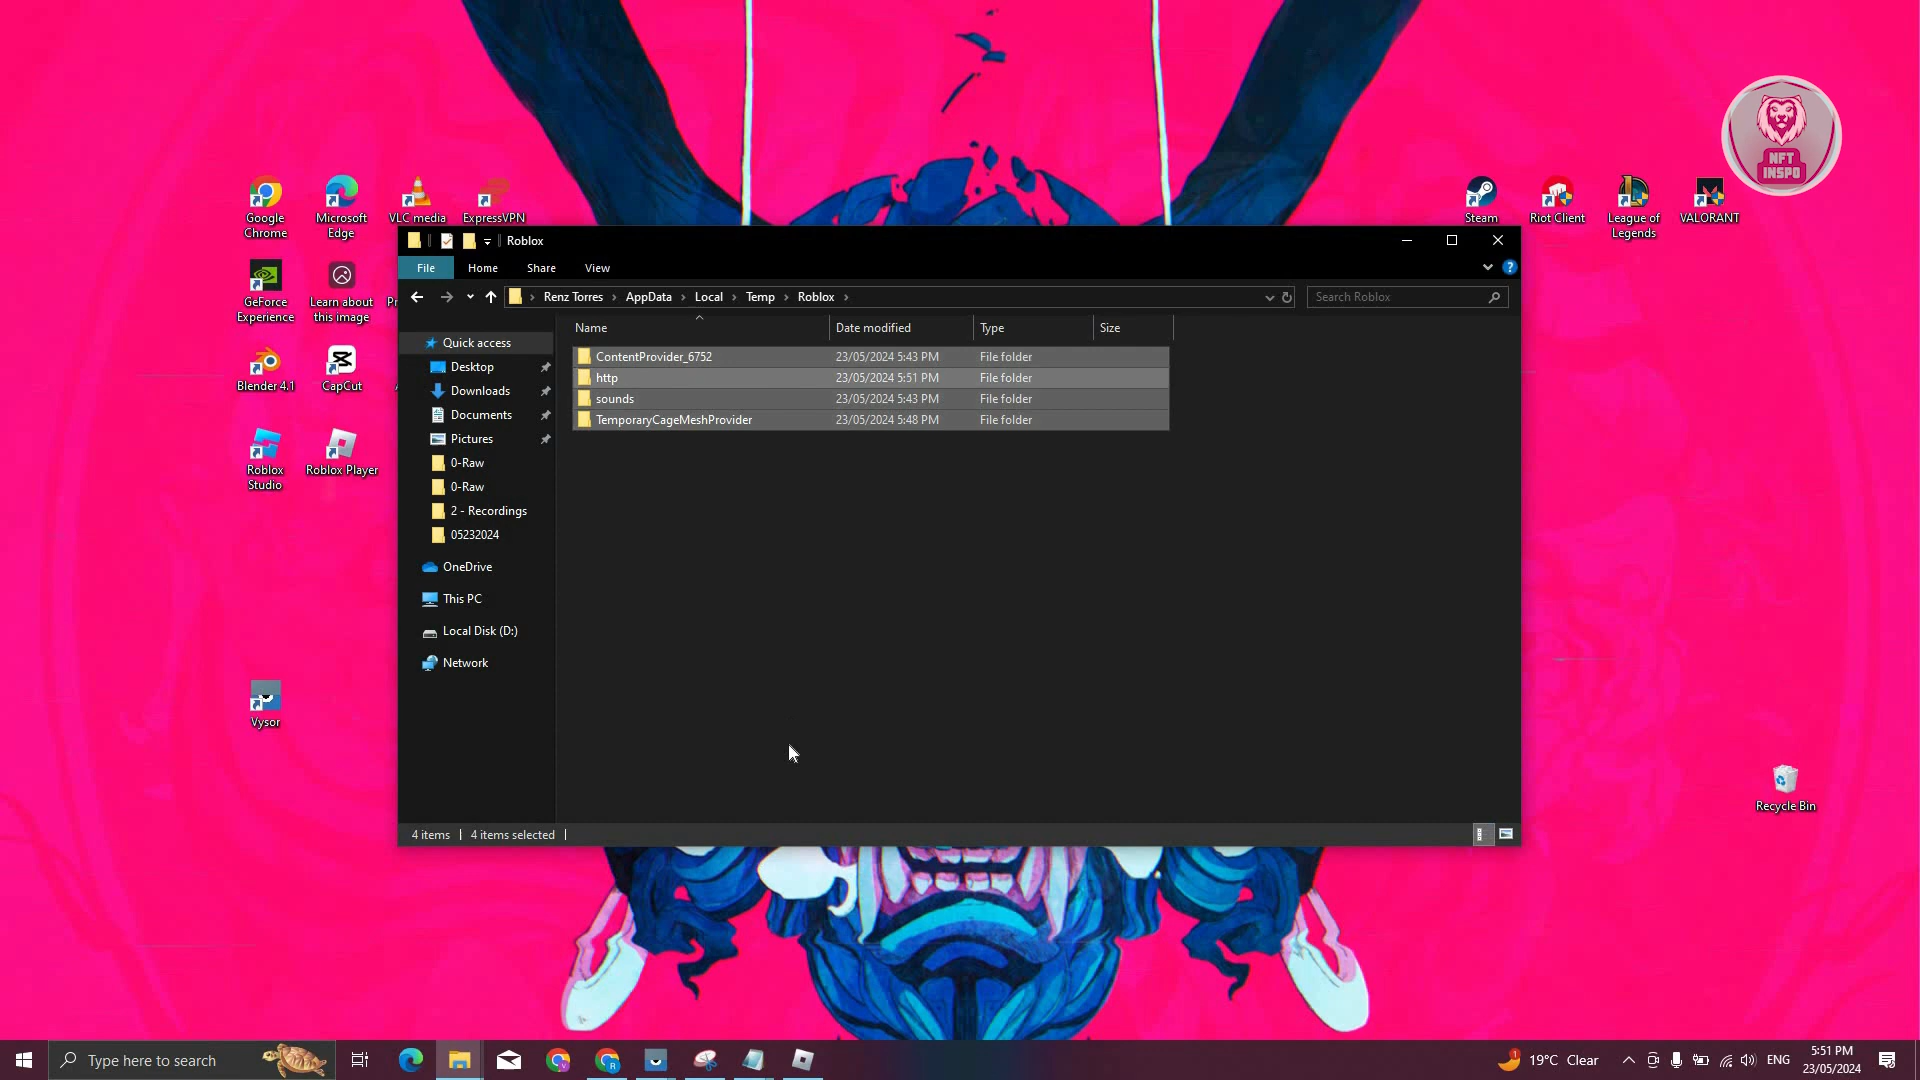 NFT
INSPO
Google
Chrome
Microsoft
Edge
VLC media
ExpressVPN
Steam
Riot Client
League of
Legends
VALORANT
GeForce
Experience
Learn about
this image
Pr
Blender 4.1
CapCut
Roblox
Studio
Roblox Player
Vysor
Recycle Bin
Roblox
File
Home
Share
View
Renz Torres
AppData
Local
Temp
Roblox
Search Roblox
Name
Date modified
Type
Size
ContentProvider_6752 23/05/2024 5:43 PM File folder
http 23/05/2024 5:51 PM File folder
sounds 23/05/2024 5:43 PM File folder
TemporaryCageMeshProvider 23/05/2024 5:48 PM File folder
Quick access
Desktop
Downloads
Documents
Pictures
0-Raw
0-Raw
2 - Recordings
05232024
OneDrive
This PC
Local Disk (D:)
Network
4 items
4 items selected
Type here to search
19°C Clear
ENG
5:51 PM
23/05/2024